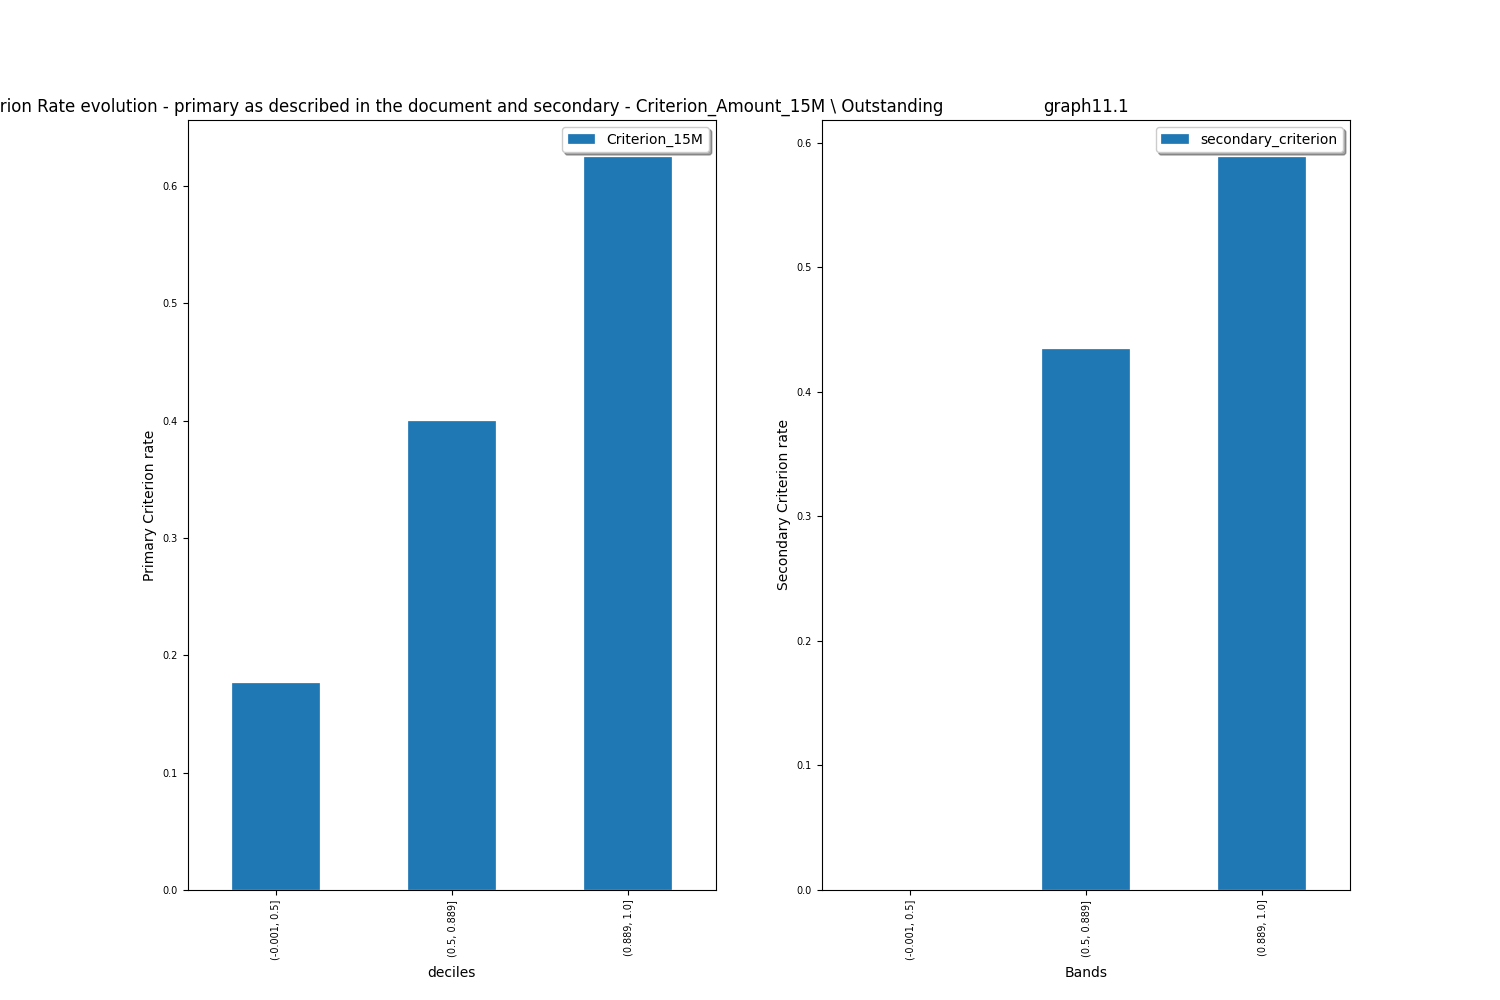 rion Rate evolution - primary as described in the document and secondary - Criterion_Amount_15M \ Outstanding
graph11.1
Criterion_15M
Primary Criterion rate
0.6
0.5
0.4
0.3
0.2
0.1
0.0
(-0.001, 0.5]
(0.5, 0.889]
(0.889, 1.0]
deciles
secondary_criterion
Secondary Criterion rate
0.6
0.5
0.4
0.3
0.2
0.1
0.0
(-0.001, 0.5]
(0.5, 0.889]
(0.889, 1.0]
Bands